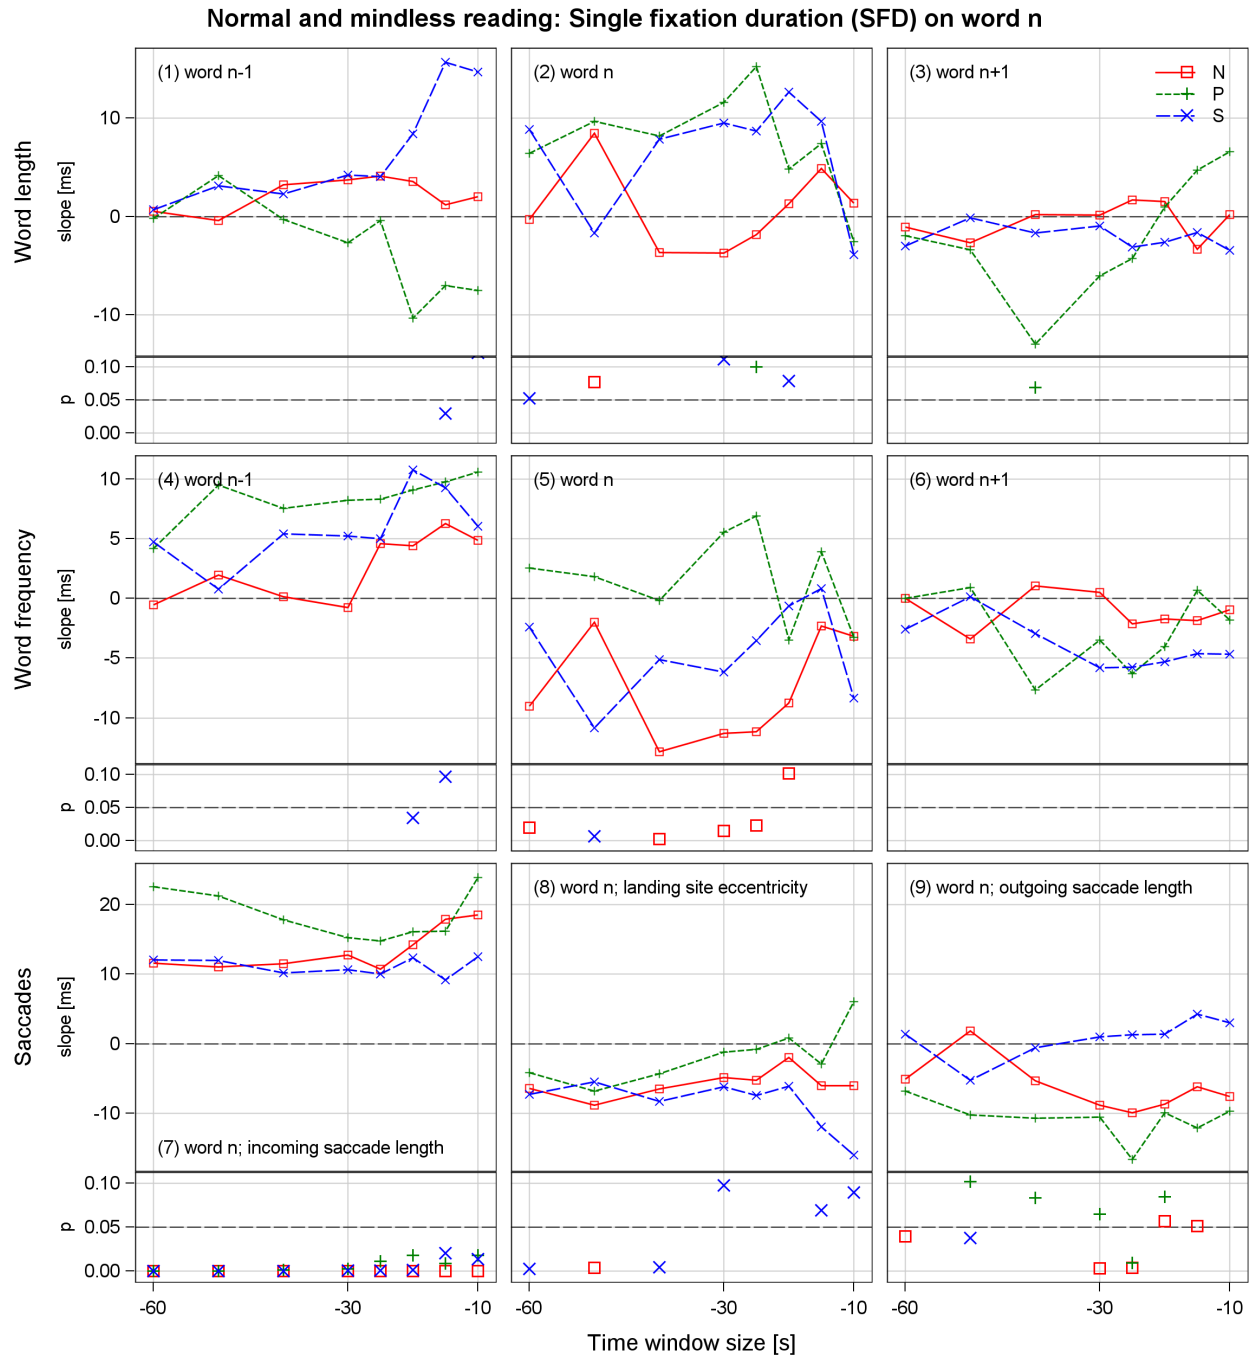 Normal and mindless reading: Single fixation duration (SFD) on word n
(1) word n-1
(2) word n
(3) word n+1
N
P
S
Word length
slope [ms]
10
0
-10
p
0.10
0.05
0.00
(4) word n-1
(5) word n
(6) word n+1
Word frequency
slope [ms]
10
5
0
-5
-10
p
0.10
0.05
0.00
(7) word n; incoming saccade length
(8) word n; landing site eccentricity
(9) word n; outgoing saccade length
Saccades
slope [ms]
20
10
0
-10
p
0.10
0.05
0.00
-60 -30 -10 -60 -30 -10 -60 -30 -10
Time window size [s]